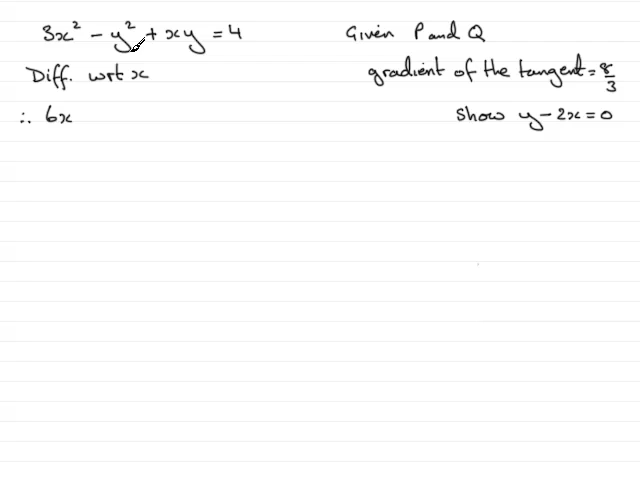 3x² - y² + xy = 4
Diff. wrt x
∴ 6x
Given P and Q
gradient of the tangent = 8/3
Show y - 2x = 0